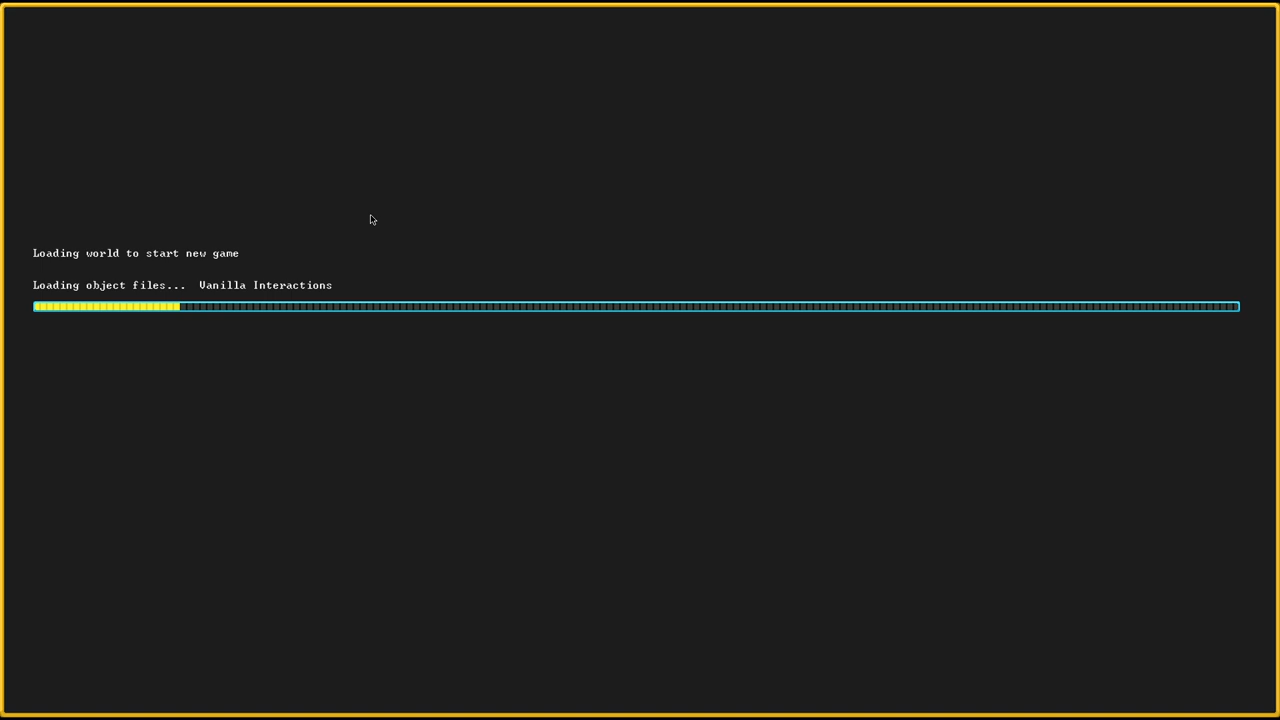 Loading world to start new game
Loading object files...  Vanilla Interactions